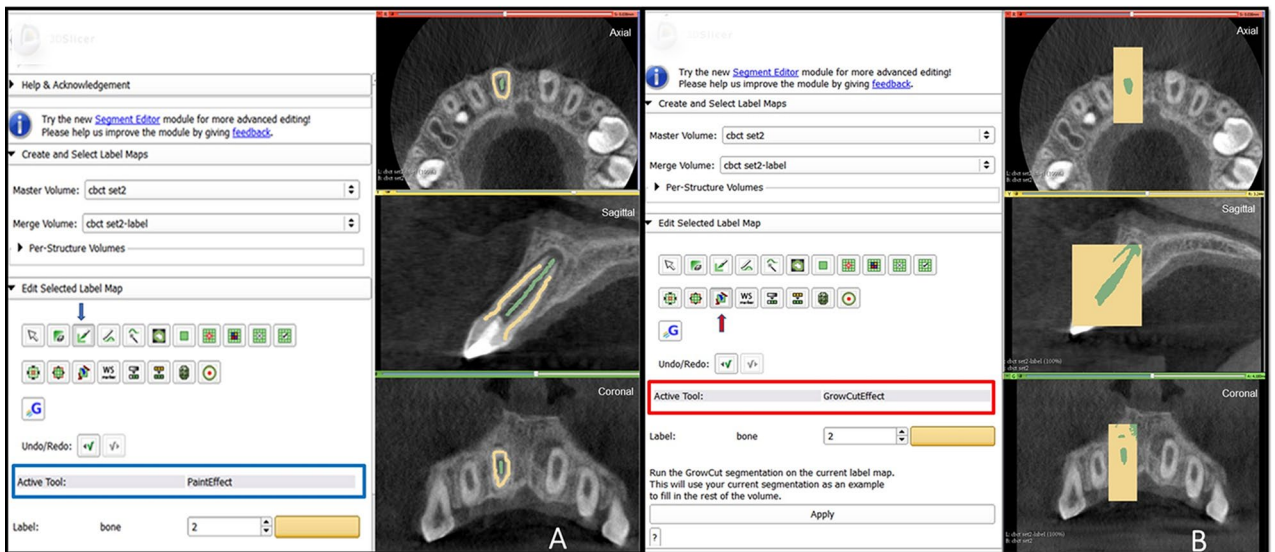 3DSlicer
Help & Acknowledgement
Try the new Segment Editor module for more advanced editing!
Please help us improve the module by giving feedback.
Create and Select Label Maps
Master Volume: cbct set2
Merge Volume: cbct set2-label
Per-Structure Volumes
Edit Selected Label Map
WS
marker
G
Undo/Redo:
Active Tool: PaintEffect
Label: bone 2
Axial
Sagittal
Coronal
A
3DSlicer
Try the new Segment Editor module for more advanced editing!
Please help us improve the module by giving feedback.
Create and Select Label Maps
Master Volume: cbct set2
Merge Volume: cbct set2-label
Per-Structure Volumes
Edit Selected Label Map
WS
marker
G
Undo/Redo:
Active Tool: GrowCutEffect
Label: bone 2
Run the GrowCut segmentation on the current label map.
This will use your current segmentation as an example
to fill in the rest of the volume.
Apply
?
Axial
Sagittal
Coronal
B